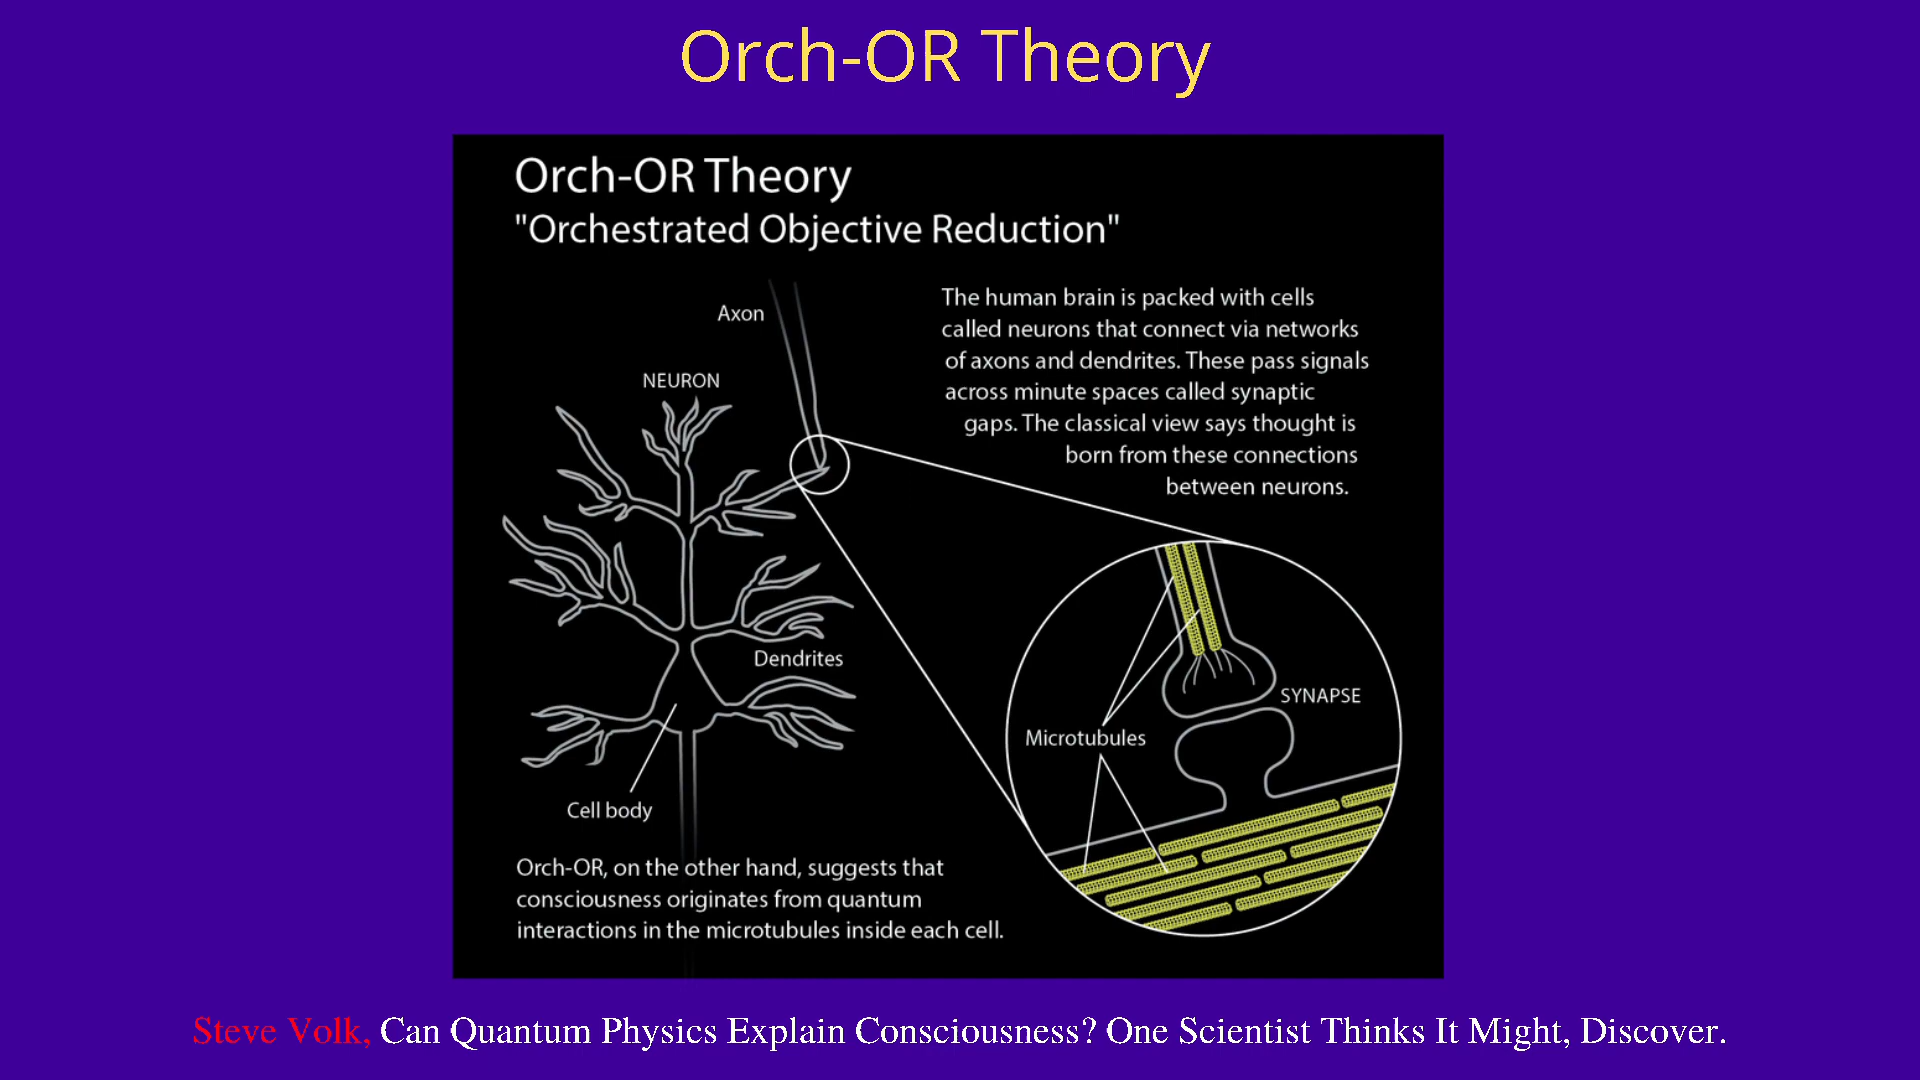 Orch-OR Theory
Orch-OR Theory
"Orchestrated Objective Reduction"
Axon
The human brain is packed with cells
called neurons that connect via networks
of axons and dendrites. These pass signals
across minute spaces called synaptic
gaps. The classical view says thought is
born from these connections
between neurons.
NEURON
Dendrites
SYNAPSE
Microtubules
Cell body
Orch-OR, on the other hand, suggests that
consciousness originates from quantum
interactions in the microtubules inside each cell.
Steve Volk, Can Quantum Physics Explain Consciousness? One Scientist Thinks It Might, Discover.